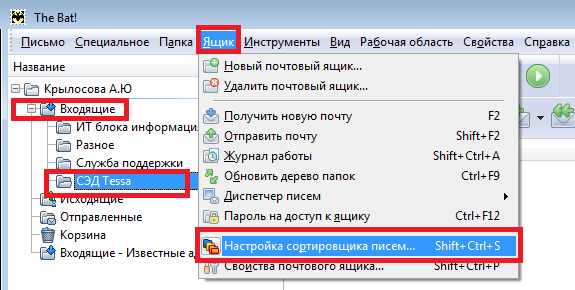 The Bat!
Письмо Специальное Папка Ящик Инструменты Вид Рабочая область Свойства Справка
Название
Крылосова А.Ю
Входящие
ИТ блока информаци
Разное
Служба поддержки
СЭД Tessa
Исходящие
Отправленные
Корзина
Входящие - Известные а
Новый почтовый ящик...
Удалить почтовый ящик...
Получить новую почту F2
Отправить почту Shift+F2
Журнал работы Shift+Ctrl+A
Обновить дерево папок Ctrl+F9
Диспетчер писем
Пароль на доступ к ящику Ctrl+F12
Настройка сортировщика писем... Shift+Ctrl+S
Свойства почтового ящика... Shift+Ctrl+P